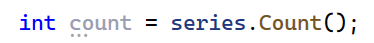 int count = series.Count();